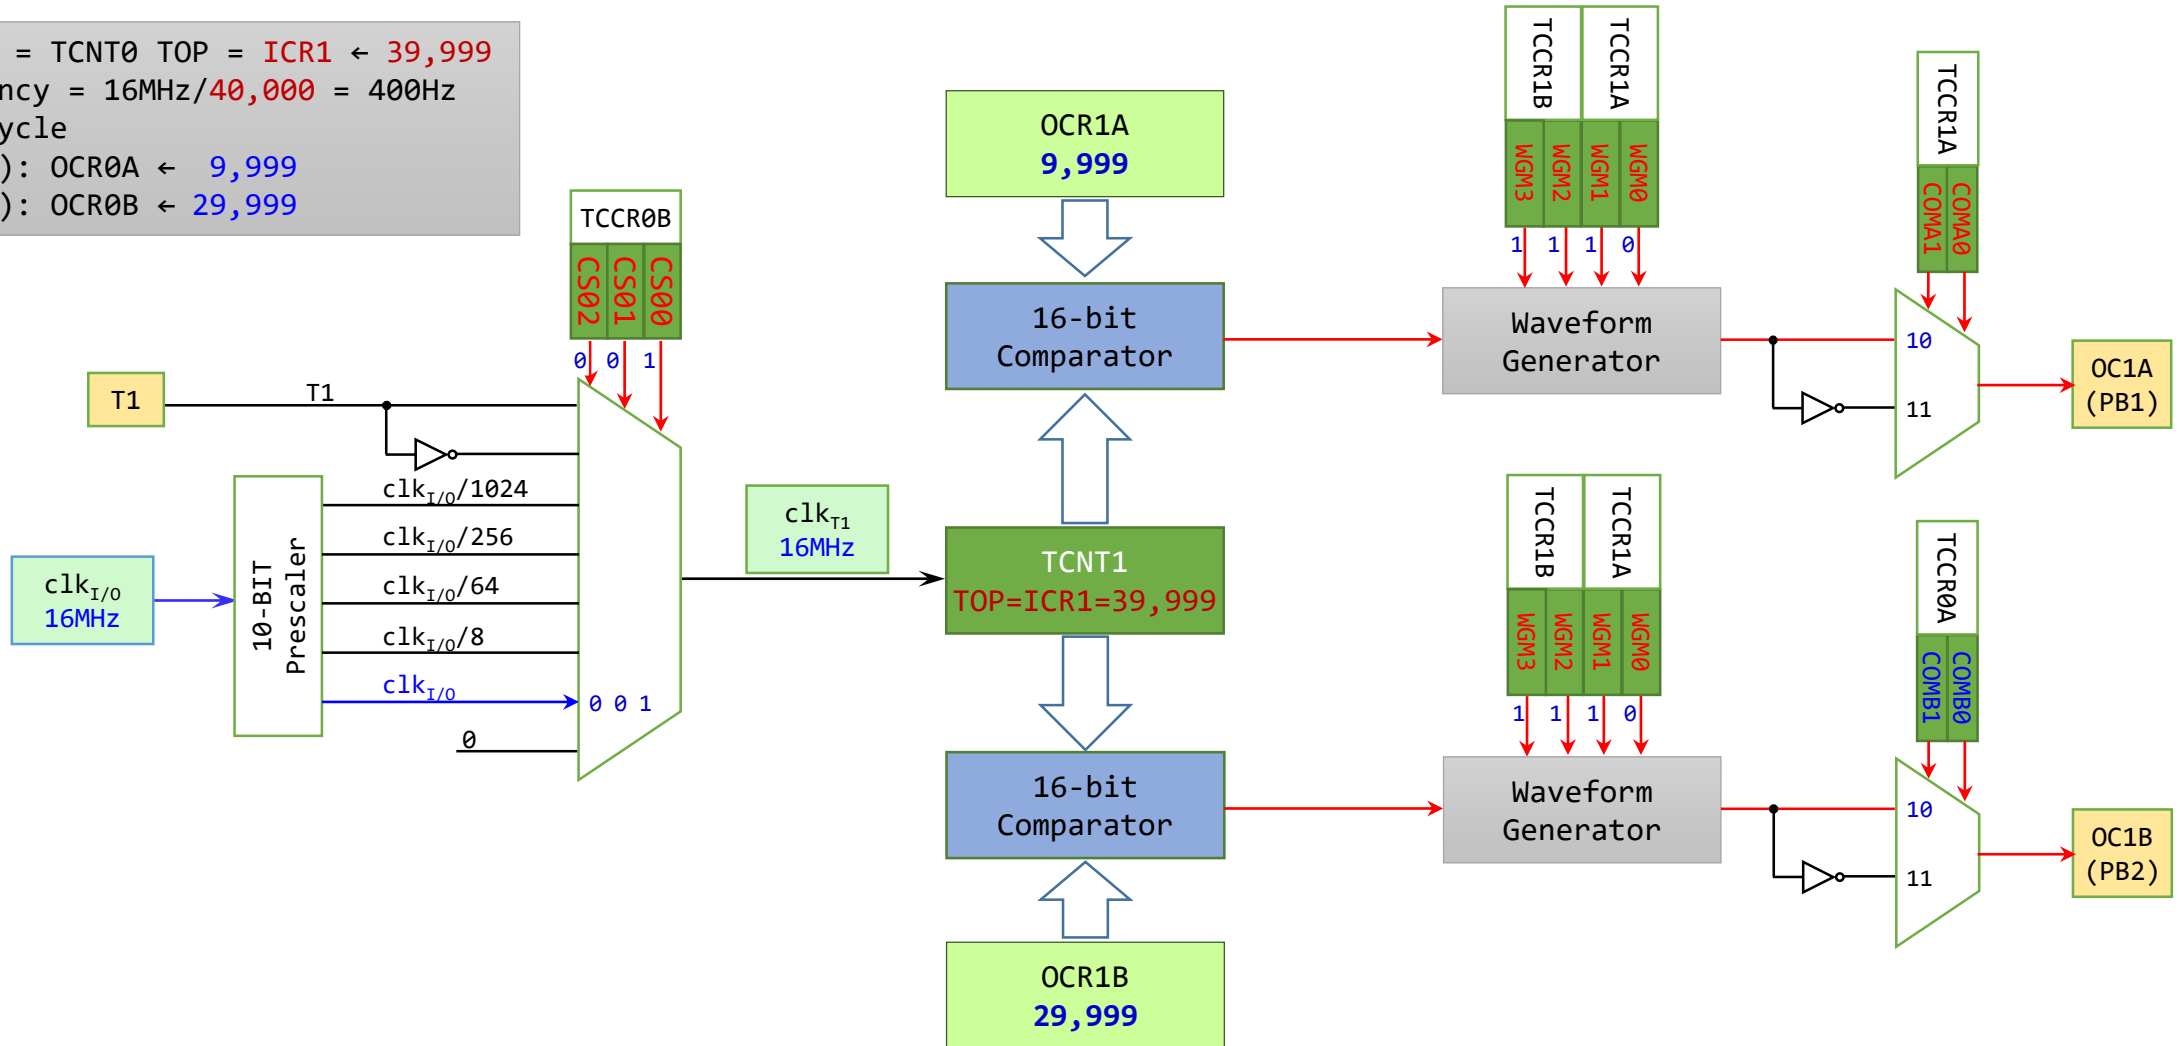 = TCNT0 TOP = ICR1 ← 39,999
ncy = 16MHz/40,000 = 400Hz
ycle
): OCR0A ← 9,999
): OCR0B ← 29,999
TCCR0B
CS02 CS01 CS00
0 0 1
T1
T1
clkI/O/1024
clkI/O/256
clkI/O/64
clkI/O/8
clkI/O
0 0 1
0
10-BIT
Prescaler
clkI/O
16MHz
clkT1
16MHz
OCR1A
9,999
16-bit
Comparator
TCNT1
TOP=ICR1=39,999
16-bit
Comparator
OCR1B
29,999
TCCR1B TCCR1A
WGM3 WGM2 WGM1 WGM0
1 1 1 0
Waveform
Generator
TCCR1A
COMA1 COMA0
10
11
OC1A
(PB1)
TCCR1B TCCR1A
WGM3 WGM2 WGM1 WGM0
1 1 1 0
Waveform
Generator
TCCR0A
COMB1 COMB0
10
11
OC1B
(PB2)